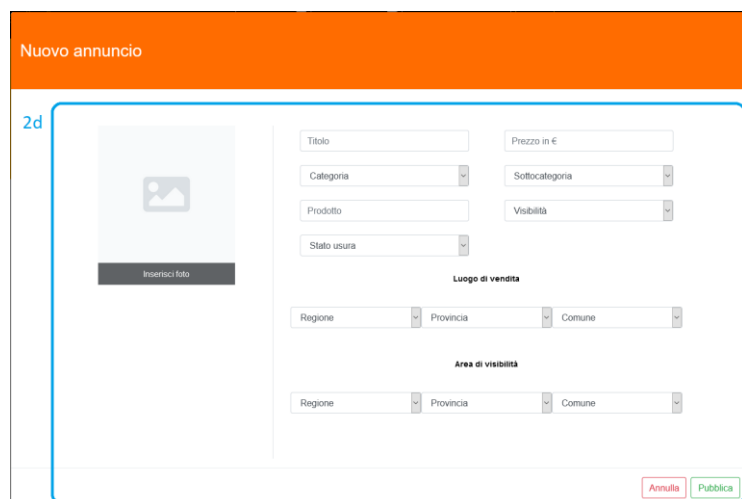 Nuovo annuncio
2d
Titolo
Prezzo in €
Categoria
Sottocategoria
Prodotto
Visibilità
Stato usura
Inserisci foto
Luogo di vendita
Regione
Provincia
Comune
Area di visibilità
Regione
Provincia
Comune
Annulla
Pubblica